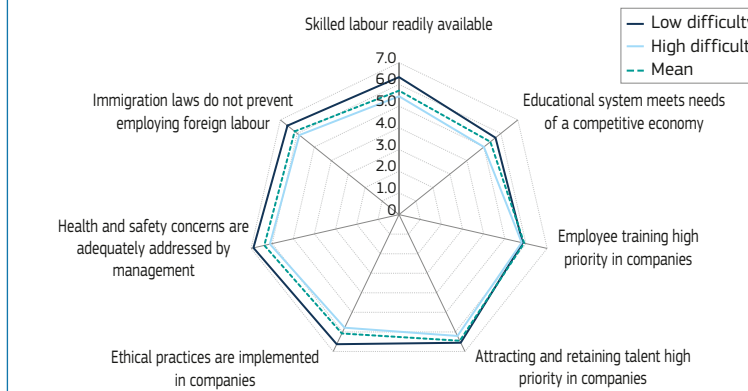 Skilled labour readily available
Low difficulty
High difficult
Mean
7.0
6.0
5.0
4.0
3.0
2.0
1.0
0
Immigration laws do not prevent
employing foreign labour
Educational system meets needs
of a competitive economy
Health and safety concerns are
adequately addressed by
management
Employee training high
priority in companies
Ethical practices are implemented
in companies
Attracting and retaining talent high
priority in companies